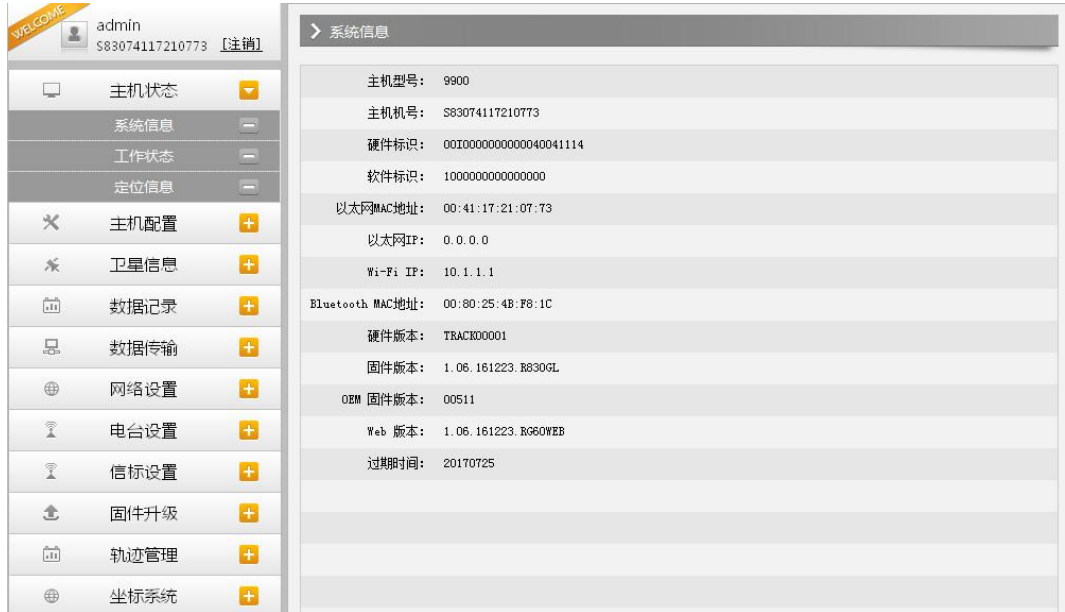 WELCOME
admin
S83074117210773 [注销]
主机状态
系统信息
工作状态
定位信息
主机配置
卫星信息
数据记录
数据传输
网络设置
电台设置
信标设置
固件升级
轨迹管理
坐标系统
系统信息
主机型号: 9900
主机机号: S83074117210773
硬件标识: 00I0000000000040041114
软件标识: 1000000000000000
以太网MAC地址: 00:41:17:21:07:73
以太网IP: 0.0.0.0
Wi-Fi IP: 10.1.1.1
Bluetooth MAC地址: 00:80:25:4B:F8:1C
硬件版本: TRACK00001
固件版本: 1.06.161223.R830GL
OEM 固件版本: 00511
Web 版本: 1.06.161223.RG60WEB
过期时间: 20170725